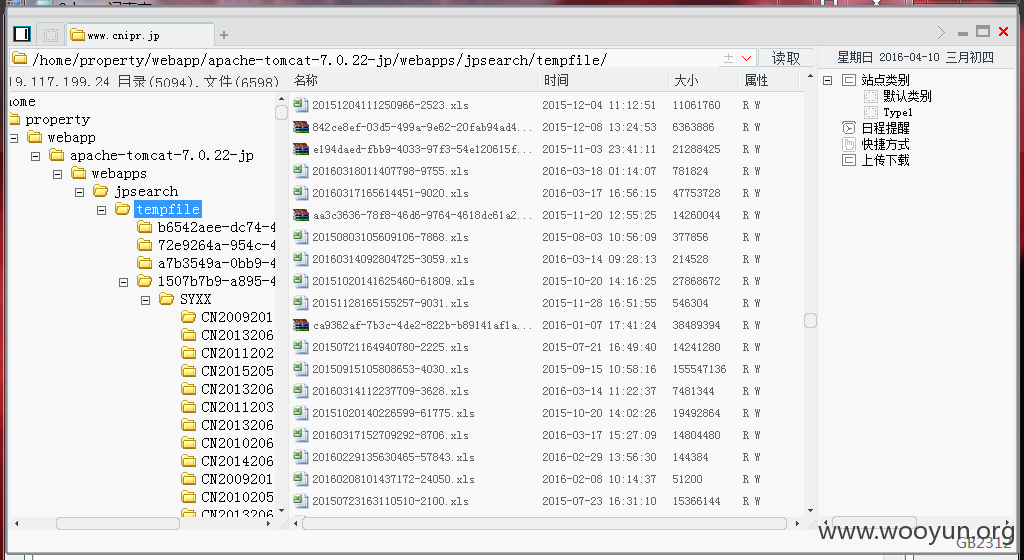 www.cnipr.jp
/home/property/webapp/apache-tomcat-7.0.22-jp/webapps/jpsearch/tempfile/
读取
星期日 2016-04-10 三月初四
19.117.199.24 目录(5094),文件(6598)
名称 时间 大小 属性
ome
property
webapp
apache-tomcat-7.0.22-jp
webapps
jpsearch
tempfile
b6542aee-dc74-4
72e9264a-954c-4
a7b3549a-0bb9-4
1507b7b9-a895-4
SYXX
CN2009201
CN2013206
CN2011202
CN2015205
CN2013206
CN2011203
CN2013206
CN2010206
CN2014206
CN2009201
CN2010205
CN2013206
20151204111250966-2523.xls 2015-12-04 11:12:51 11061760 R W
842ce8ef-03d5-499a-9e62-20fab94ad4... 2015-12-08 13:24:53 6363886 R W
e194daed-fbb9-4033-97f3-54e120615f... 2015-11-03 23:41:11 21288425 R W
20160318011407798-9755.xls 2016-03-18 01:14:07 781824 R W
20160317165614451-9020.xls 2016-03-17 16:56:15 47753728 R W
aa3c3636-78f8-46d6-9764-4618dc61a2... 2015-11-20 12:55:25 14260044 R W
20150803105609106-7868.xls 2015-08-03 10:56:09 377856 R W
20160314092804725-3059.xls 2016-03-14 09:28:13 214528 R W
20151020141625460-61809.xls 2015-10-20 14:16:25 27868672 R W
20151128165155257-9031.xls 2015-11-28 16:51:55 546304 R W
ca9362af-7b3c-4de2-822b-b89141af1a... 2016-01-07 17:41:24 38489394 R W
20150721164940780-2225.xls 2015-07-21 16:49:40 14241280 R W
20150915105808653-4030.xls 2015-09-15 10:58:16 155547136 R W
20160314112237709-3628.xls 2016-03-14 11:22:37 7481344 R W
20151020140226599-61775.xls 2015-10-20 14:02:26 19492864 R W
20160317152709292-8706.xls 2016-03-17 15:27:09 14804480 R W
20160229135630465-57843.xls 2016-02-29 13:56:30 144384 R W
20160208101437172-24050.xls 2016-02-08 10:14:37 51200 R W
20150723163110510-2100.xls 2015-07-23 16:31:10 15366144 R W
站点类别
默认类别
Type1
日程提醒
快捷方式
上传下载
www.wooyun.org
GB2312